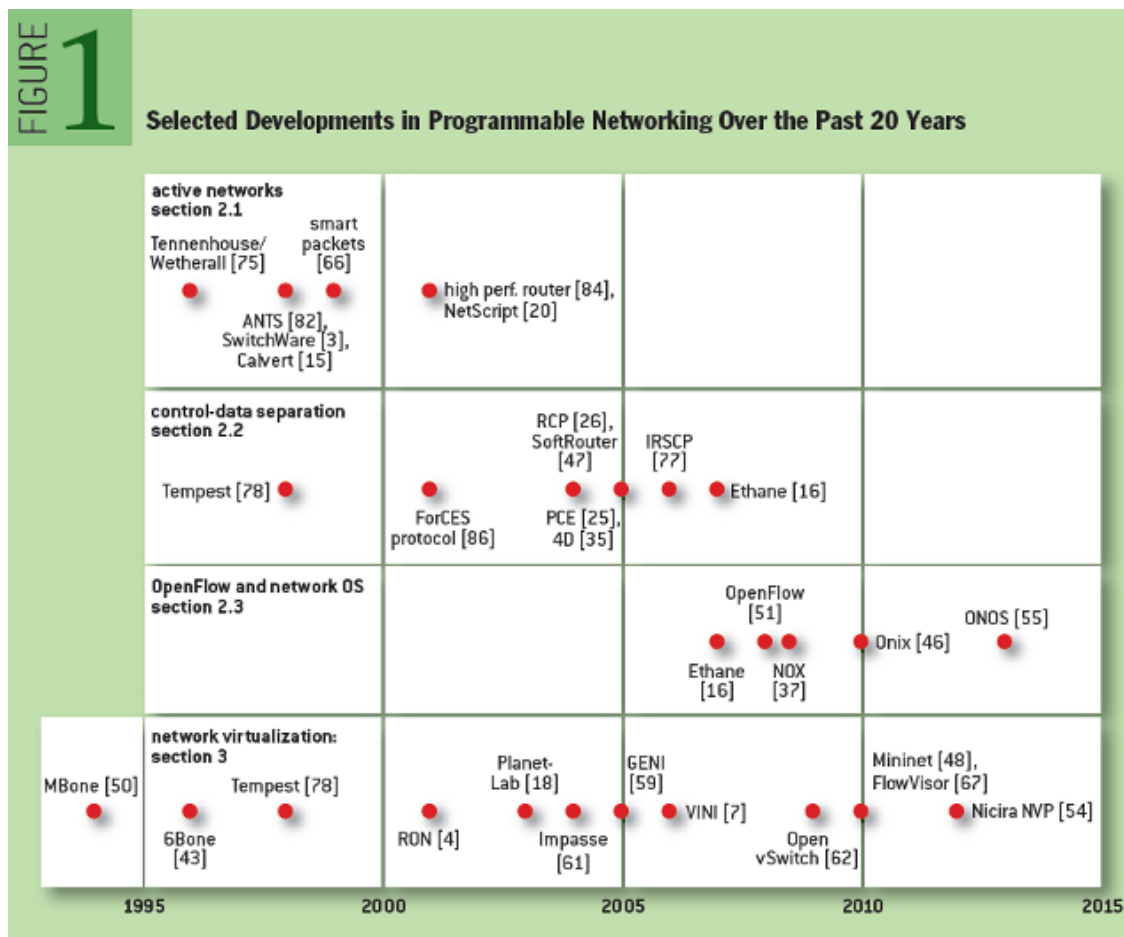 FIGURE 1
Selected Developments in Programmable Networking Over the Past 20 Years
active networks
section 2.1
Tennenhouse/
Wetherall [75]
smart
packets
[66]
ANTS [82],
SwitchWare [3],
Calvert [15]
high perf. router [84],
NetScript [20]
control-data separation
section 2.2
Tempest [78]
ForCES
protocol [86]
RCP [26],
SoftRouter
[47]
PCE [25],
4D [35]
IRSCP
[77]
Ethane [16]
OpenFlow and network OS
section 2.3
Ethane
[16]
OpenFlow
[51]
NOX
[37]
Onix [46]
ONOS [55]
network virtualization:
section 3
MBone [50]
6Bone
[43]
Tempest [78]
RON [4]
Planet-
Lab [18]
Impasse
[61]
GENI
[59]
VINI [7]
Open
vSwitch [62]
Mininet [48],
FlowVisor [67]
Nicira NVP [54]
1995
2000
2005
2010
2015